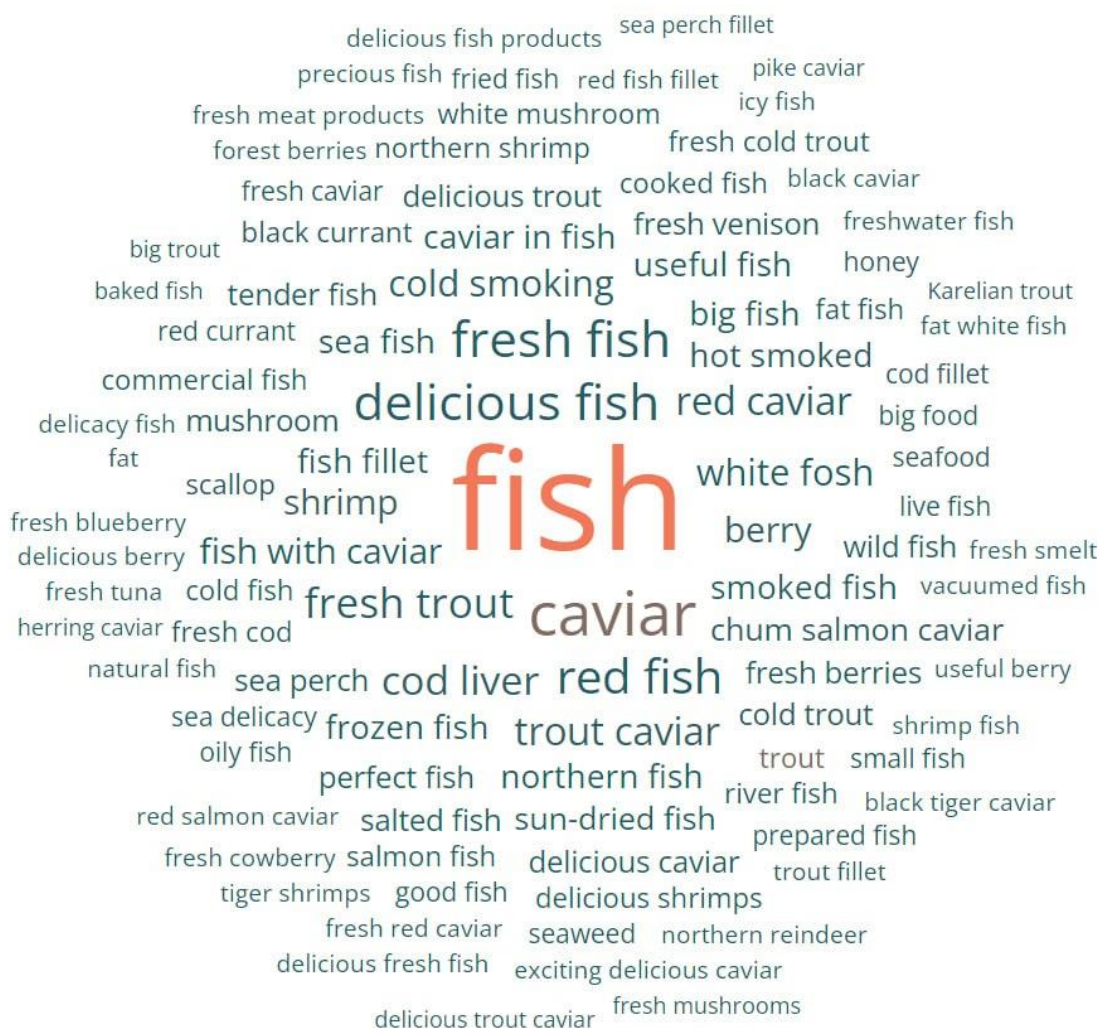 delicious fish products sea perch fillet
precious fish fried fish red fish fillet pike caviar
fresh meat products white mushroom icy fish
forest berries northern shrimp fresh cold trout
fresh caviar delicious trout cooked fish black caviar
big trout black currant caviar in fish fresh venison freshwater fish
baked fish tender fish cold smoking useful fish honey
red currant sea fish fresh fish big fish fat fish Karelian trout
hot smoked fat white fish
commercial fish delicious fish red caviar cod fillet
delicacy fish mushroom big food
fat fish fillet fish white fosh seafood
scallop shrimp live fish
fresh blueberry berry
delicious berry fish with caviar wild fish fresh smelt
fresh tuna cold fish fresh trout caviar smoked fish vacuumed fish
herring caviar fresh cod chum salmon caviar
natural fish sea perch cod liver red fish fresh berries useful berry
sea delicacy frozen fish trout caviar cold trout shrimp fish
oily fish trout small fish
perfect fish northern fish river fish black tiger caviar
red salmon caviar salted fish sun-dried fish prepared fish
fresh cowberry salmon fish delicious caviar trout fillet
tiger shrimps good fish delicious shrimps
fresh red caviar seaweed northern reindeer
delicious fresh fish exciting delicious caviar
delicious trout caviar fresh mushrooms